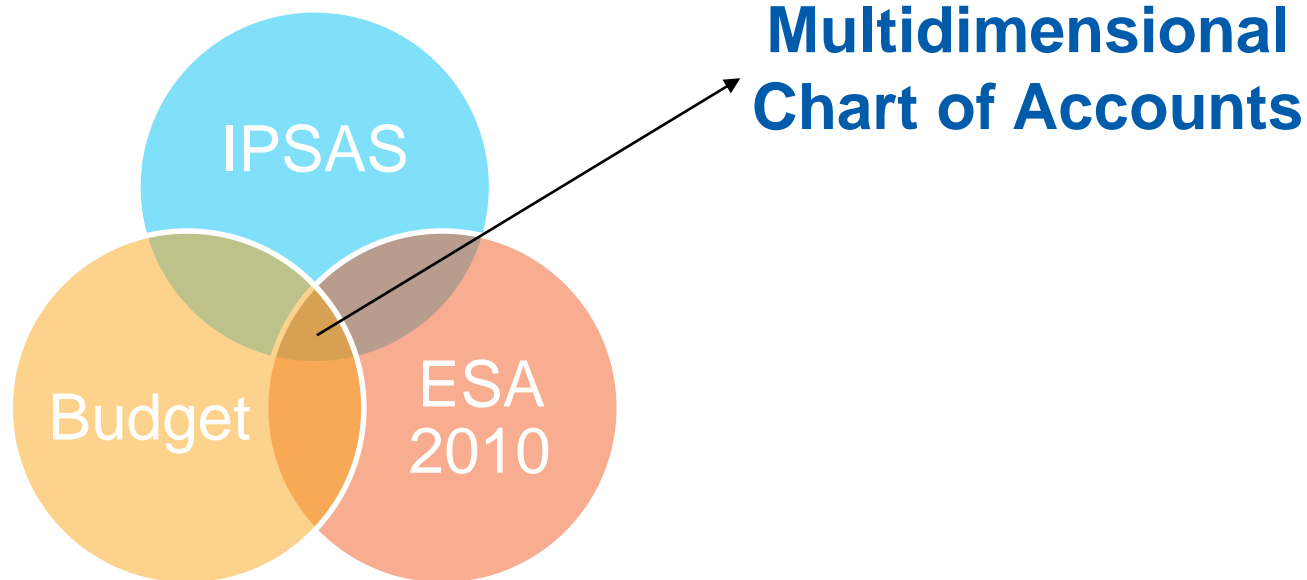 Multidimensional
Chart of Accounts
IPSAS
Budget
ESA
2010